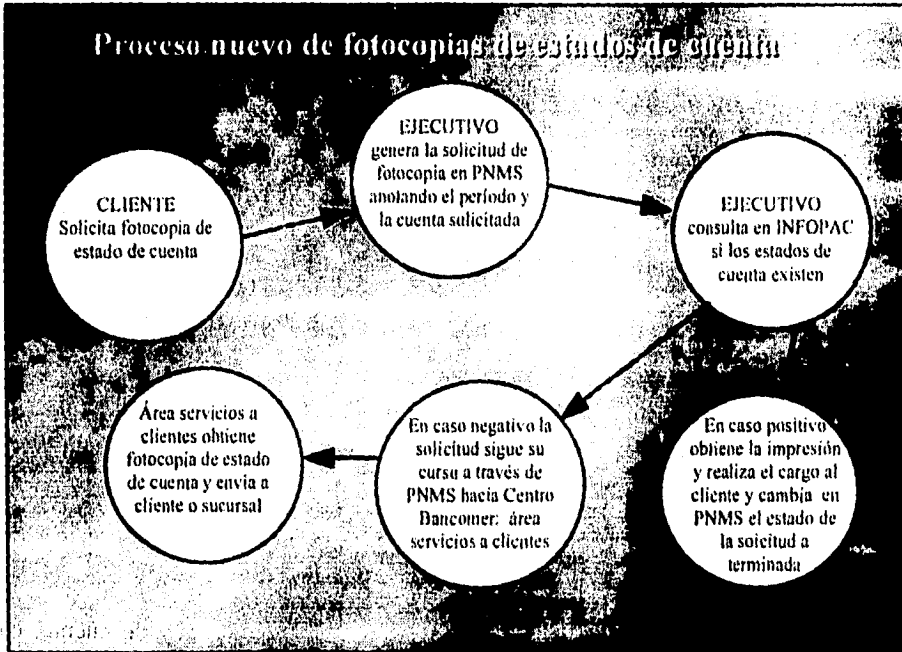 Proceso nuevo de fotocopias de estados de cuenta
CLIENTE
Solicita fotocopia de
estado de cuenta
EJECUTIVO
genera la solicitud de
fotocopia en PNMS
anotando el período y
la cuenta solicitada
EJECUTIVO
consulta en INFOPAC
si los estados de
cuenta existen
Área servicios a
clientes obtiene
fotocopia de estado
de cuenta y envia a
cliente o sucursal
En caso negativo la
solicitud sigue su
curso a través de
PNMS hacia Centro
Bancomer: área
servicios a clientes
En caso positivo
obtiene la impresión
y realiza el cargo al
cliente y cambia en
PNMS el estado de
la soicitud a
terminada